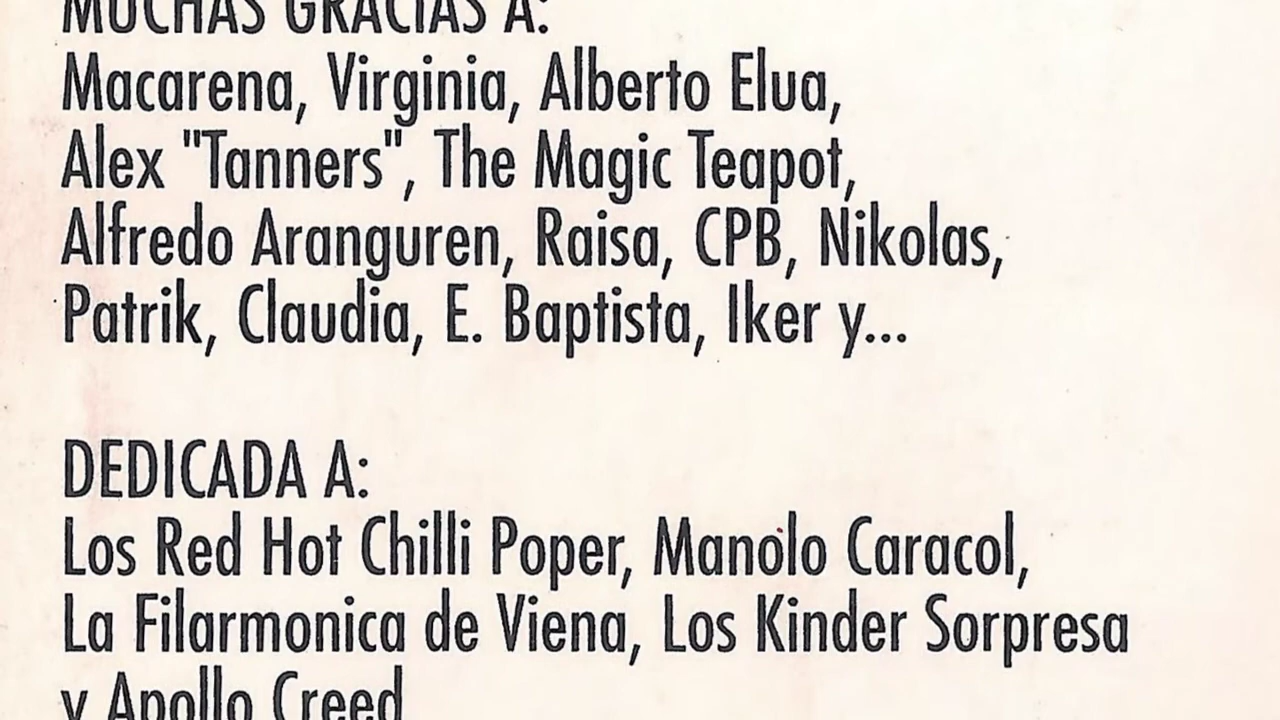 MUCHAS GRACIAS A:
Macarena, Virginia, Alberto Elua,
Alex "Tanners", The Magic Teapot,
Alfredo Aranguren, Raisa, CPB, Nikolas,
Patrik, Claudia, E. Baptista, Iker y...
DEDICADA A:
Los Red Hot Chilli Poper, Manolo Caracol,
La Filarmonica de Viena, Los Kinder Sorpresa
y Apollo Creed